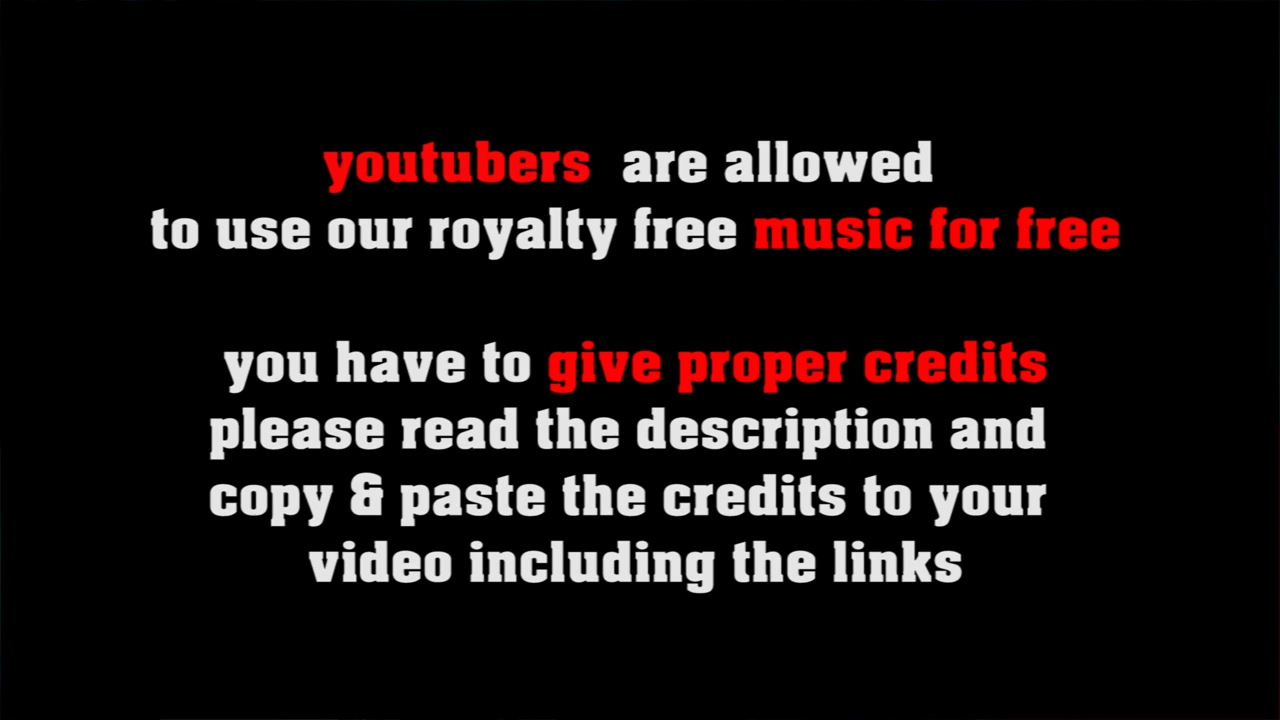 youtubers are allowed
to use our royalty free music for free
you have to give proper credits
please read the description and
copy & paste the credits to your
video including the links